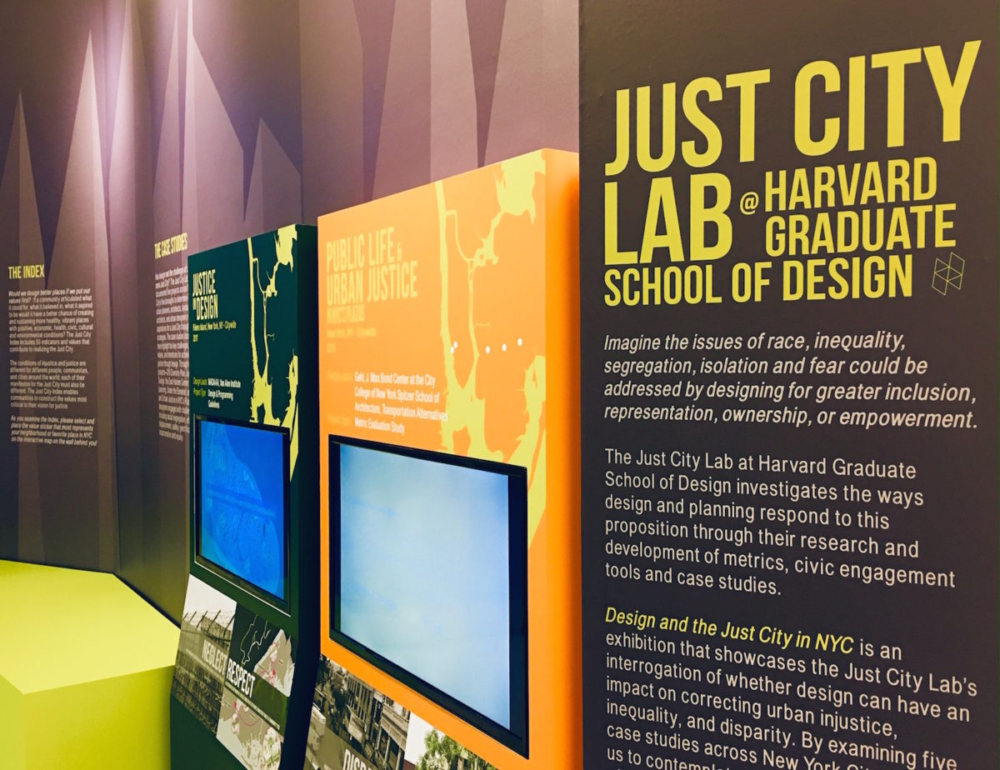 THE INDEX
Would we design better places if we put our
values first? If a community articulated what
it stood for, what it believed in, what it aspired
to be would it have a better chance of creating
and sustaining more healthy, vibrant places
with positive, economic, health, civic, cultural
and environmental conditions? The Just City
Index includes 50 indicators and values that
contribute to realizing the Just City.
The conditions of injustice and justice are
different for different people, communities,
and cities around the world; each of their
manifestos for the Just City must also be
different. The Just City Index enables
communities to construct the values most
critical to their vision for justice.
As you examine the Index, please select and
place the value sticker that most represents
your neighborhood or favorite place in NYC
on the interactive map on the wall behind you!
THE CASE STUDIES
JUSTICE
IN DESIGN
Rikers Island, New York, NY - Citywide
2017
Design Leads NADAAA, Van Alen Institute
Project Type Design & Programming
Guidelines
NEGLECT RESPECT
PUBLIC LIFE &
URBAN JUSTICE
IN NYC'S PLAZAS
Gehl, J. Max Bond Center at the City
College of New York Spitzer School of
Architecture, Transportation Alternatives
Metric Evaluation Study
JUST CITY
LAB @ HARVARD
GRADUATE
SCHOOL OF DESIGN
Imagine the issues of race, inequality,
segregation, isolation and fear could be
addressed by designing for greater inclusion,
representation, ownership, or empowerment.
The Just City Lab at Harvard Graduate
School of Design investigates the ways
design and planning respond to this
proposition through their research and
development of metrics, civic engagement
tools and case studies.
Design and the Just City in NYC is an
exhibition that showcases the Just City Lab's
interrogation of whether design can have an
impact on correcting urban injustice,
inequality, and disparity. By examining five
case studies across New York
us to